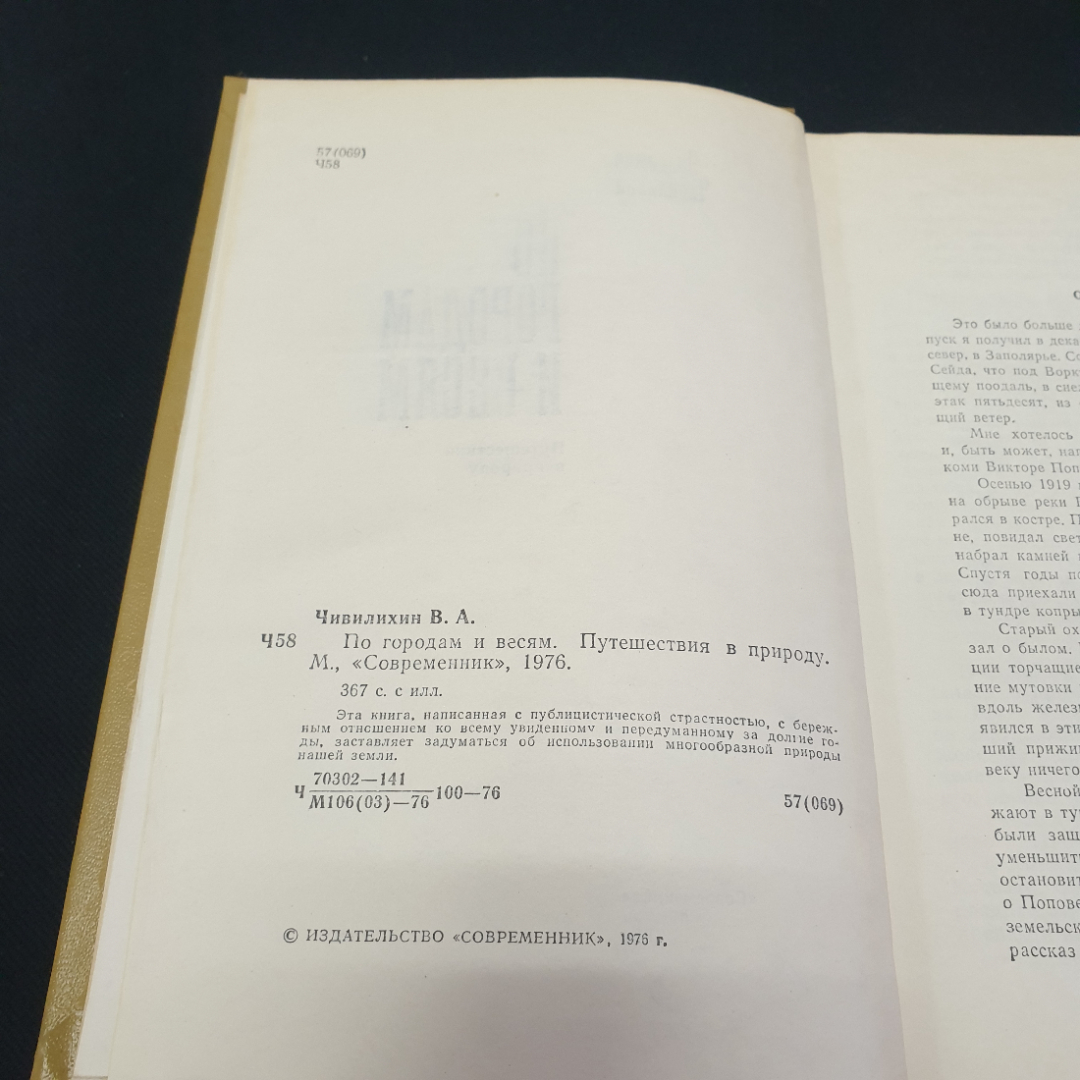 57(069)
Ч58
Чивилихин В. А.
Ч58 По городам и весям. Путешествия в природу.
М., «Современник», 1976.
367 с. с илл.
Эта книга, написанная с публицистической страстностью, с береж-
ным отношением ко всему увиденному и передуманному за долгие го-
ды, заставляет задуматься об использовании многообразной природы
нашей земли.
Ч 70302—141
М106(03)—76 100—76
57(069)
© ИЗДАТЕЛЬСТВО «СОВРЕМЕННИК», 1976 г.
Это было больше
пуск я получил в дека
север, в Заполярье. Со
Сейда, что под Ворку
щему поодаль, в сне
этак пятьдесят, из
щий ветер.
Мне хотелось
и, быть может, нап
коми Викторе Поп
Осенью 1919
на обрыве реки
рался в костре. П
не, повидал свет
набрал камней
Спустя годы по
сюда приехали
в тундре копры
Старый ох
зал о былом.
ции торчащие
ние мутовки
вдоль желез
явился в эти
ший прижи
веку ничего
Весной
жают в ту
были защ
уменьшит
остановит
о Попове
земельск
рассказ